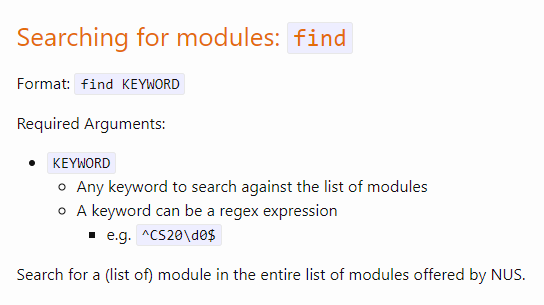 Searching for modules: find
Format: find KEYWORD
Required Arguments:
KEYWORD
Any keyword to search against the list of modules
A keyword can be a regex expression
e.g. ^CS20\d0$
Search for a (list of) module in the entire list of modules offered by NUS.